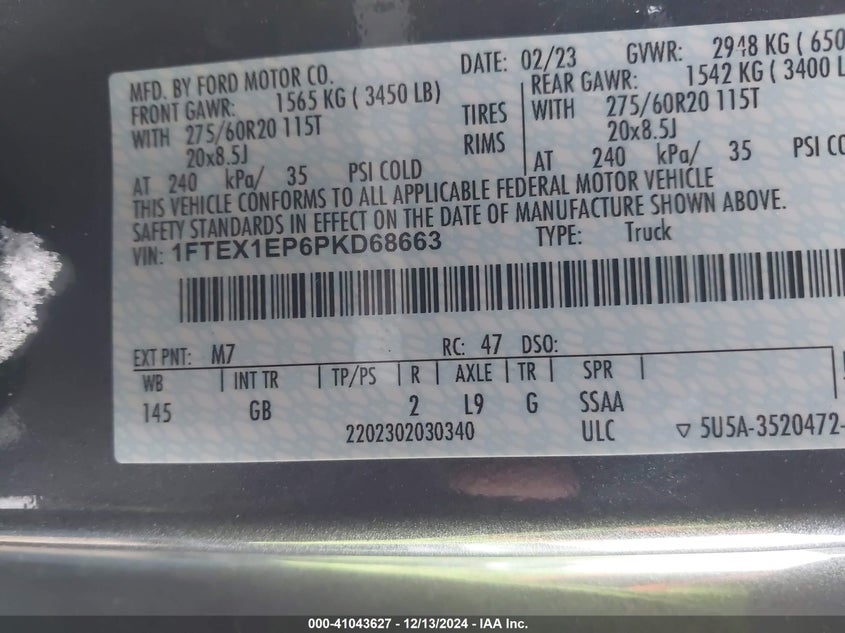 MFD. BY FORD MOTOR CO.
DATE: 02/23 GVWR: 2948 KG ( 650
FRONT GAWR: 1565 KG ( 3450 LB)
REAR GAWR: 1542 KG ( 3400 L
WITH 275/60R20 115T TIRES WITH 275/60R20 115T
20x8.5J RIMS 20x8.5J
AT 240 kPa/ 35 PSI COLD AT 240 kPa/ 35 PSI CO
THIS VEHICLE CONFORMS TO ALL APPLICABLE FEDERAL MOTOR VEHICLE
SAFETY STANDARDS IN EFFECT ON THE DATE OF MANUFACTURE SHOWN ABOVE.
VIN: 1FTEX1EP6PKD68663 TYPE: Truck
EXT PNT: M7 RC: 47 DSO:
WB INT TR TP/PS R AXLE TR SPR
145 GB 2 L9 G SSAA
2202302030340 ULC ▽ 5U5A-3520472-
000-41043627 - 12/13/2024 - IAA Inc.